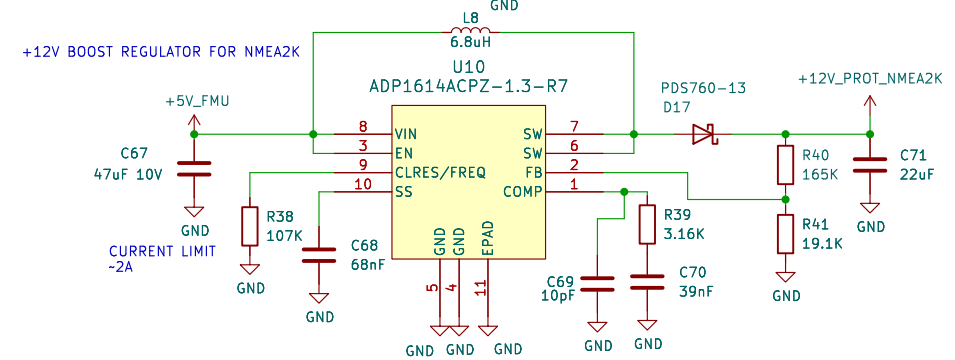 GND
L8
6.8uH
+12V BOOST REGULATOR FOR NMEA2K
U10
ADP1614ACPZ-1.3-R7
PDS760-13
D17
+12V_PROT_NMEA2K
+5V_FMU
C67
47uF 10V
GND
8
3
9
10
VIN
EN
CLRES/FREQ
SS
SW
SW
FB
COMP
7
6
2
1
GND
GND
EPAD
5
4
11
R40
165K
C71
22uF
GND
R38
107K
GND
CURRENT LIMIT
~2A
C68
68nF
GND
R39
3.16K
R41
19.1K
GND
C69
10pF
GND
C70
39nF
GND
GND
GND
GND